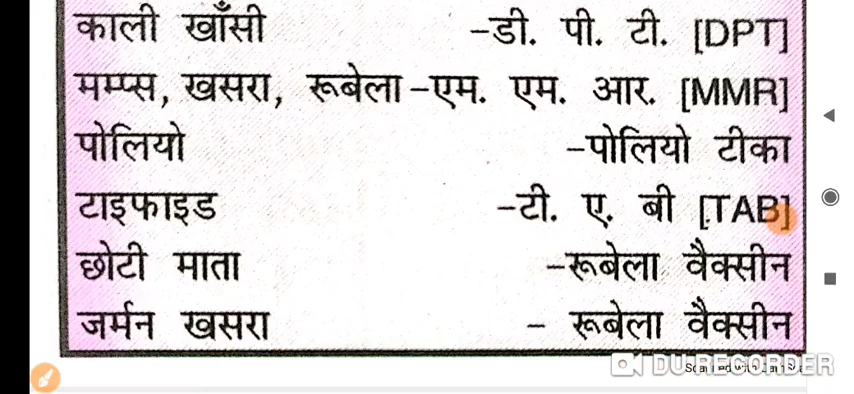 काली खाँसी -डी. पी. टी. [DPT]
मम्प्स, खसरा, रूबेला -एम. एम. आर. [MMR]
पोलियो -पोलियो टीका
टाइफाइड -टी. ए. बी [TAB]
छोटी माता -रूबेला वैक्सीन
जर्मन खसरा - रूबेला वैक्सीन
DU RECORDER